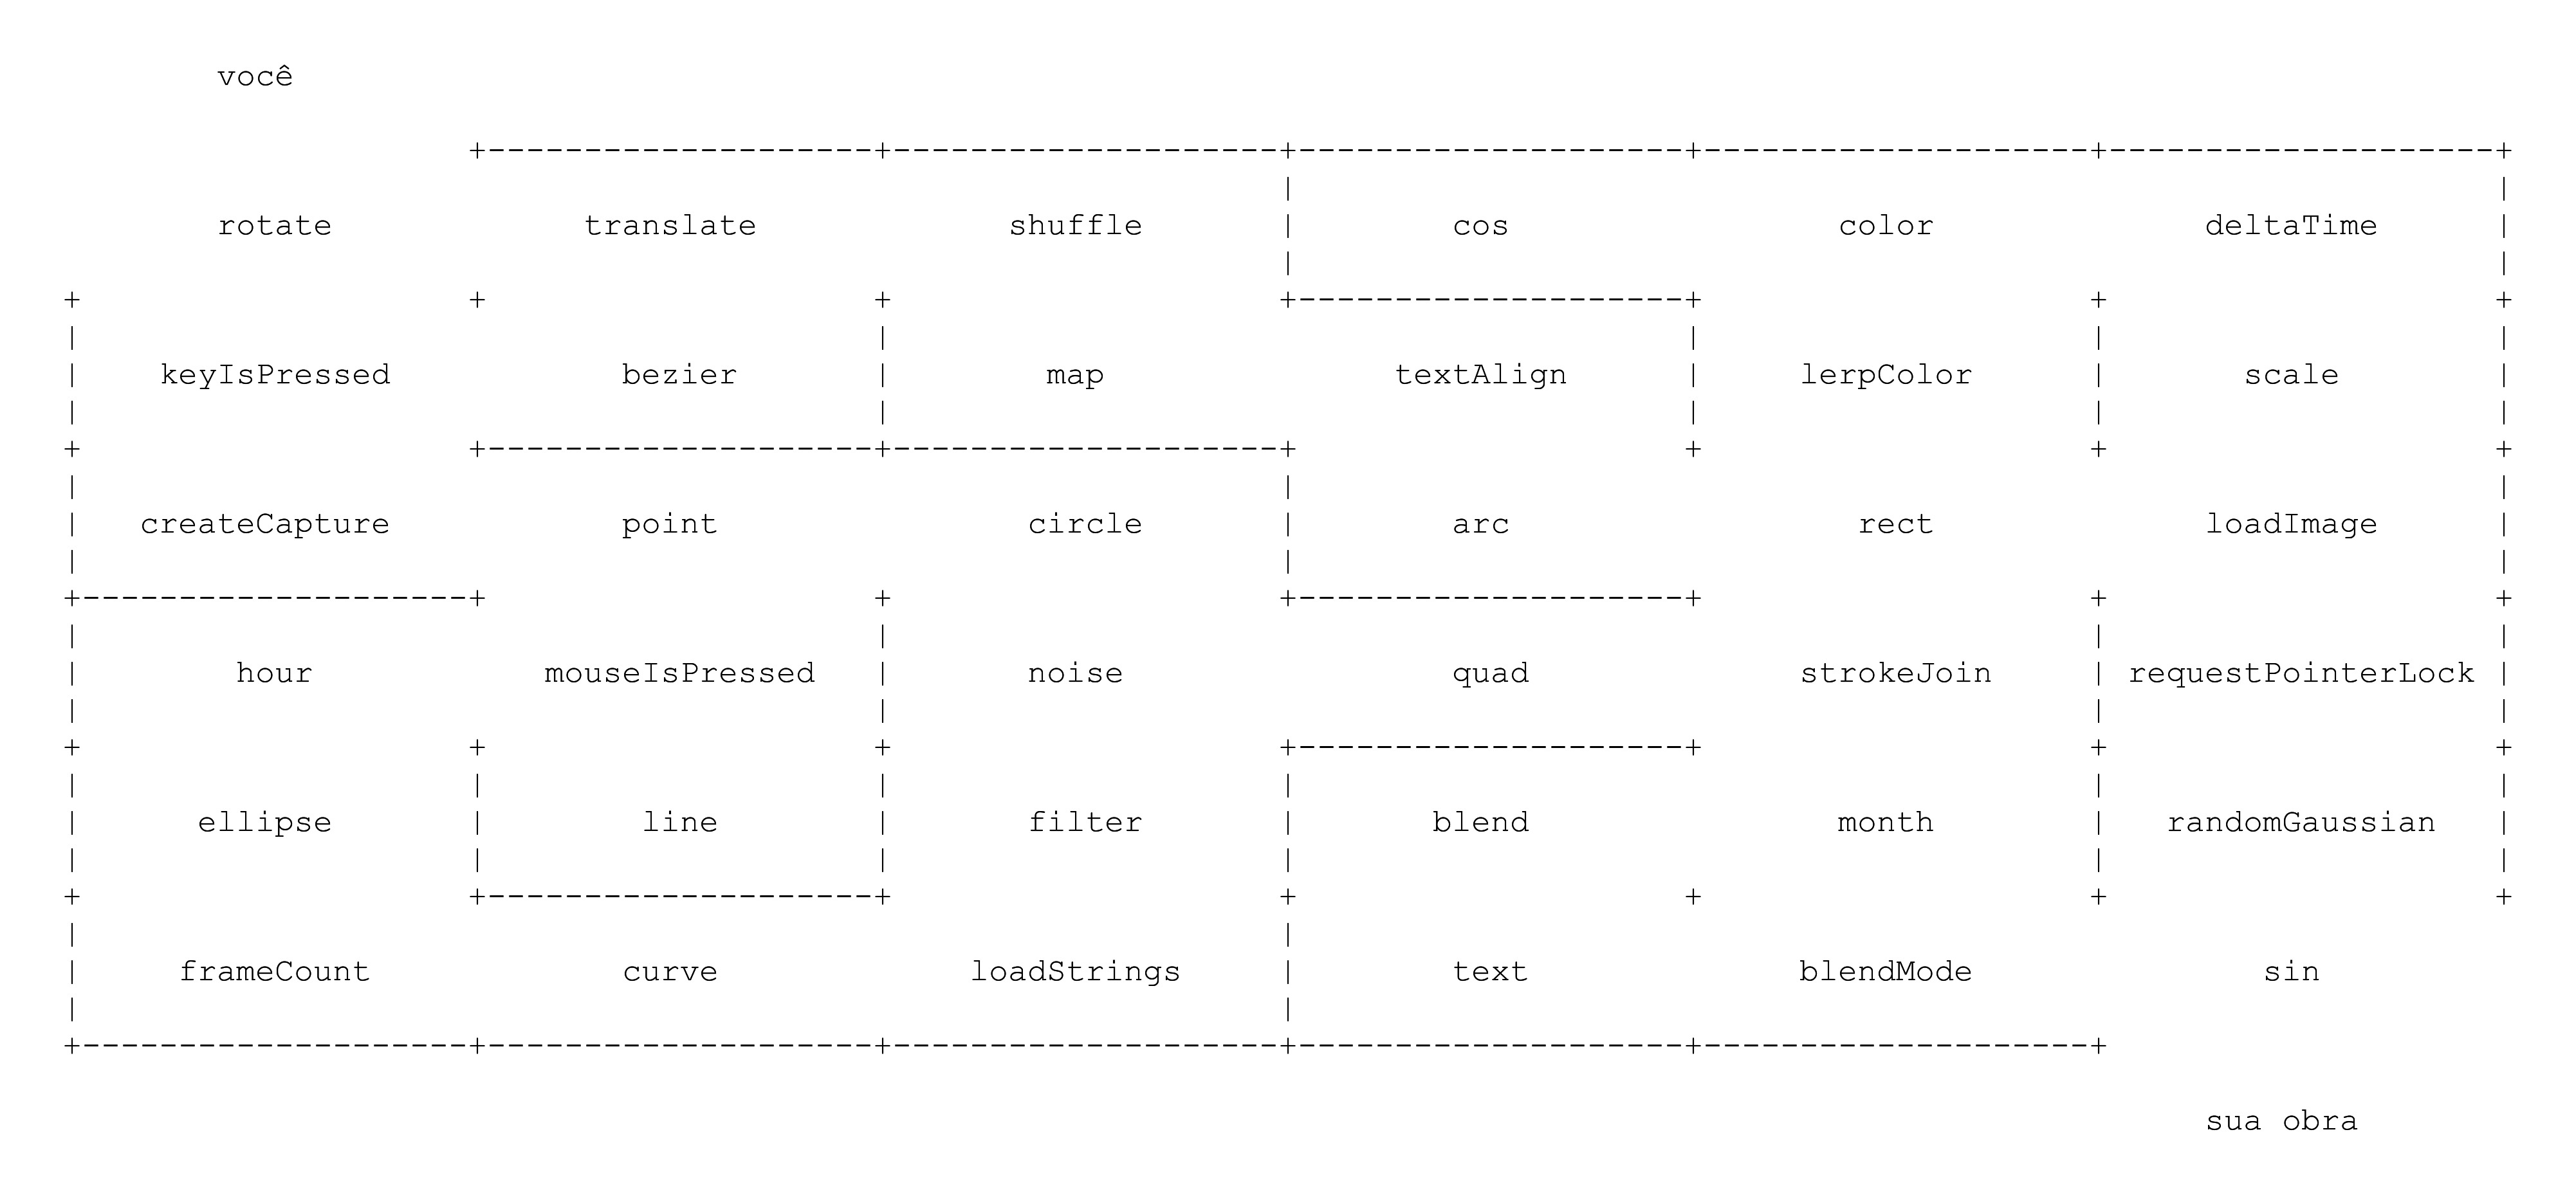 você
rotate translate shuffle cos color deltaTime
keyIsPressed bezier map textAlign lerpColor scale
createCapture point circle arc rect loadImage
hour mouseIsPressed noise quad strokeJoin requestPointerLock
ellipse line filter blend month randomGaussian
frameCount curve loadStrings text blendMode sin
sua obra